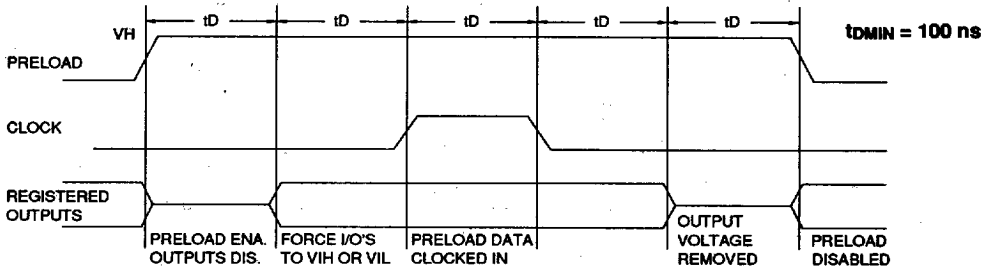 tD tD tD tD tD
VH
tDMIN = 100 ns
PRELOAD
CLOCK
REGISTERED
OUTPUTS
PRELOAD ENA.
OUTPUTS DIS.
FORCE I/O'S
TO VIH OR VIL
PRELOAD DATA
CLOCKED IN
OUTPUT
VOLTAGE
REMOVED
PRELOAD
DISABLED